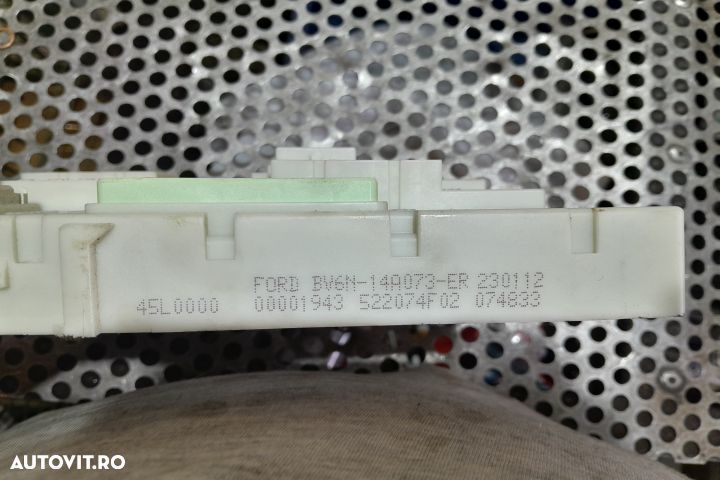 FORD BV6N-14A073-ER 230112
45L0000 00001943 522074F02 074833
AUTOVIT.RO